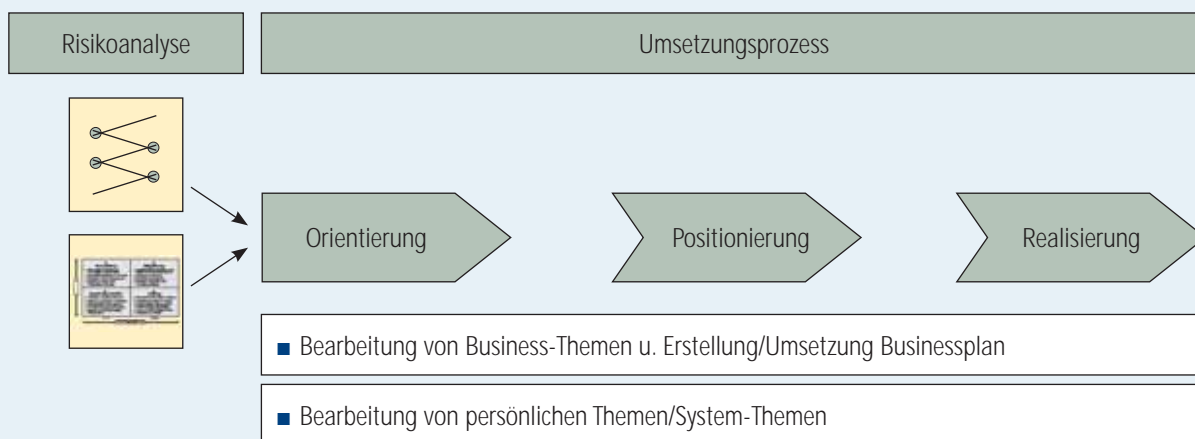 Risikoanalyse
Umsetzungsprozess
Orientierung
Positionierung
Realisierung
■ Bearbeitung von Business-Themen u. Erstellung/Umsetzung Businessplan
■ Bearbeitung von persönlichen Themen/System-Themen